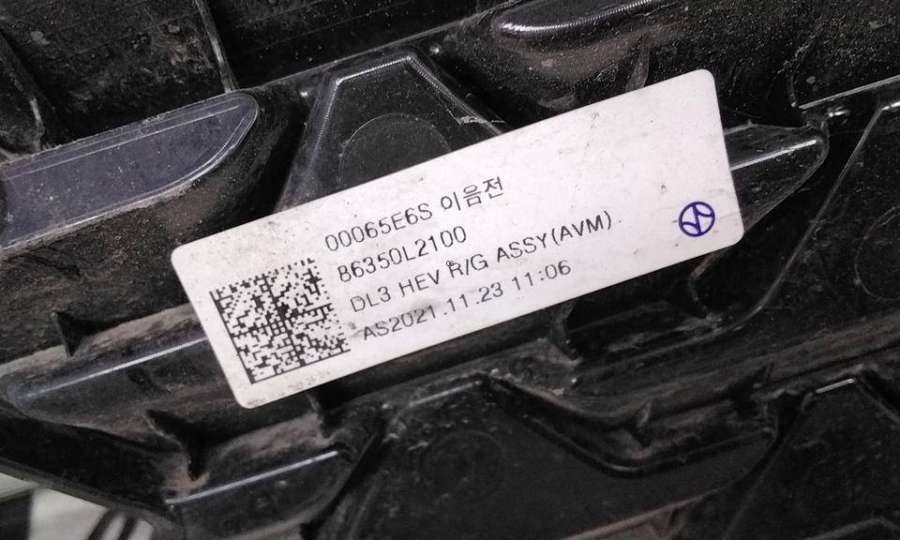 00065E6S 이음전
86350L2100
DL3 HEV R/G ASSY(AVM)
AS2021.11.23 11:06